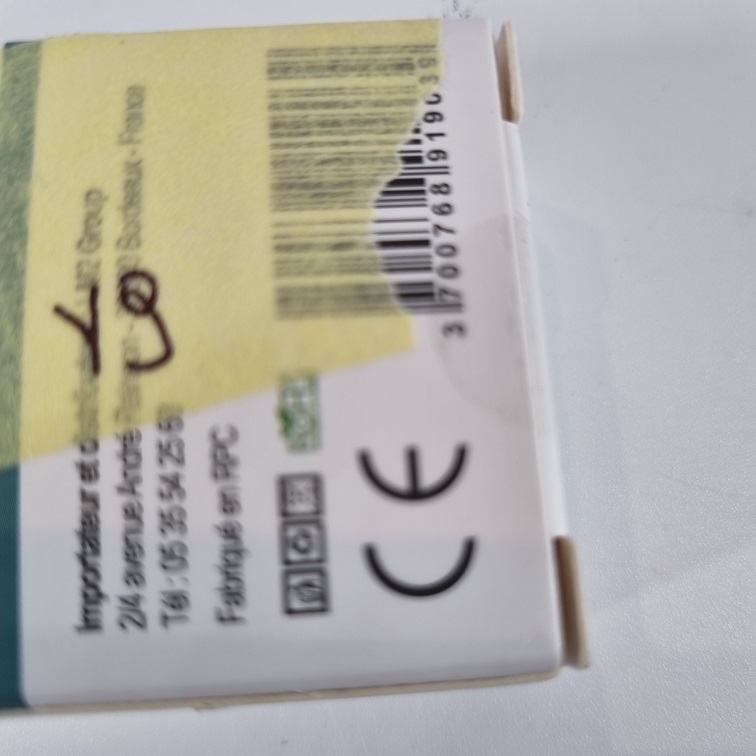 Importateur et Group
2/4 avenue André Bordeaux - France
Tél : 05 35 54 25 6
Fabriqué en RPC
CE
3 700768 919039